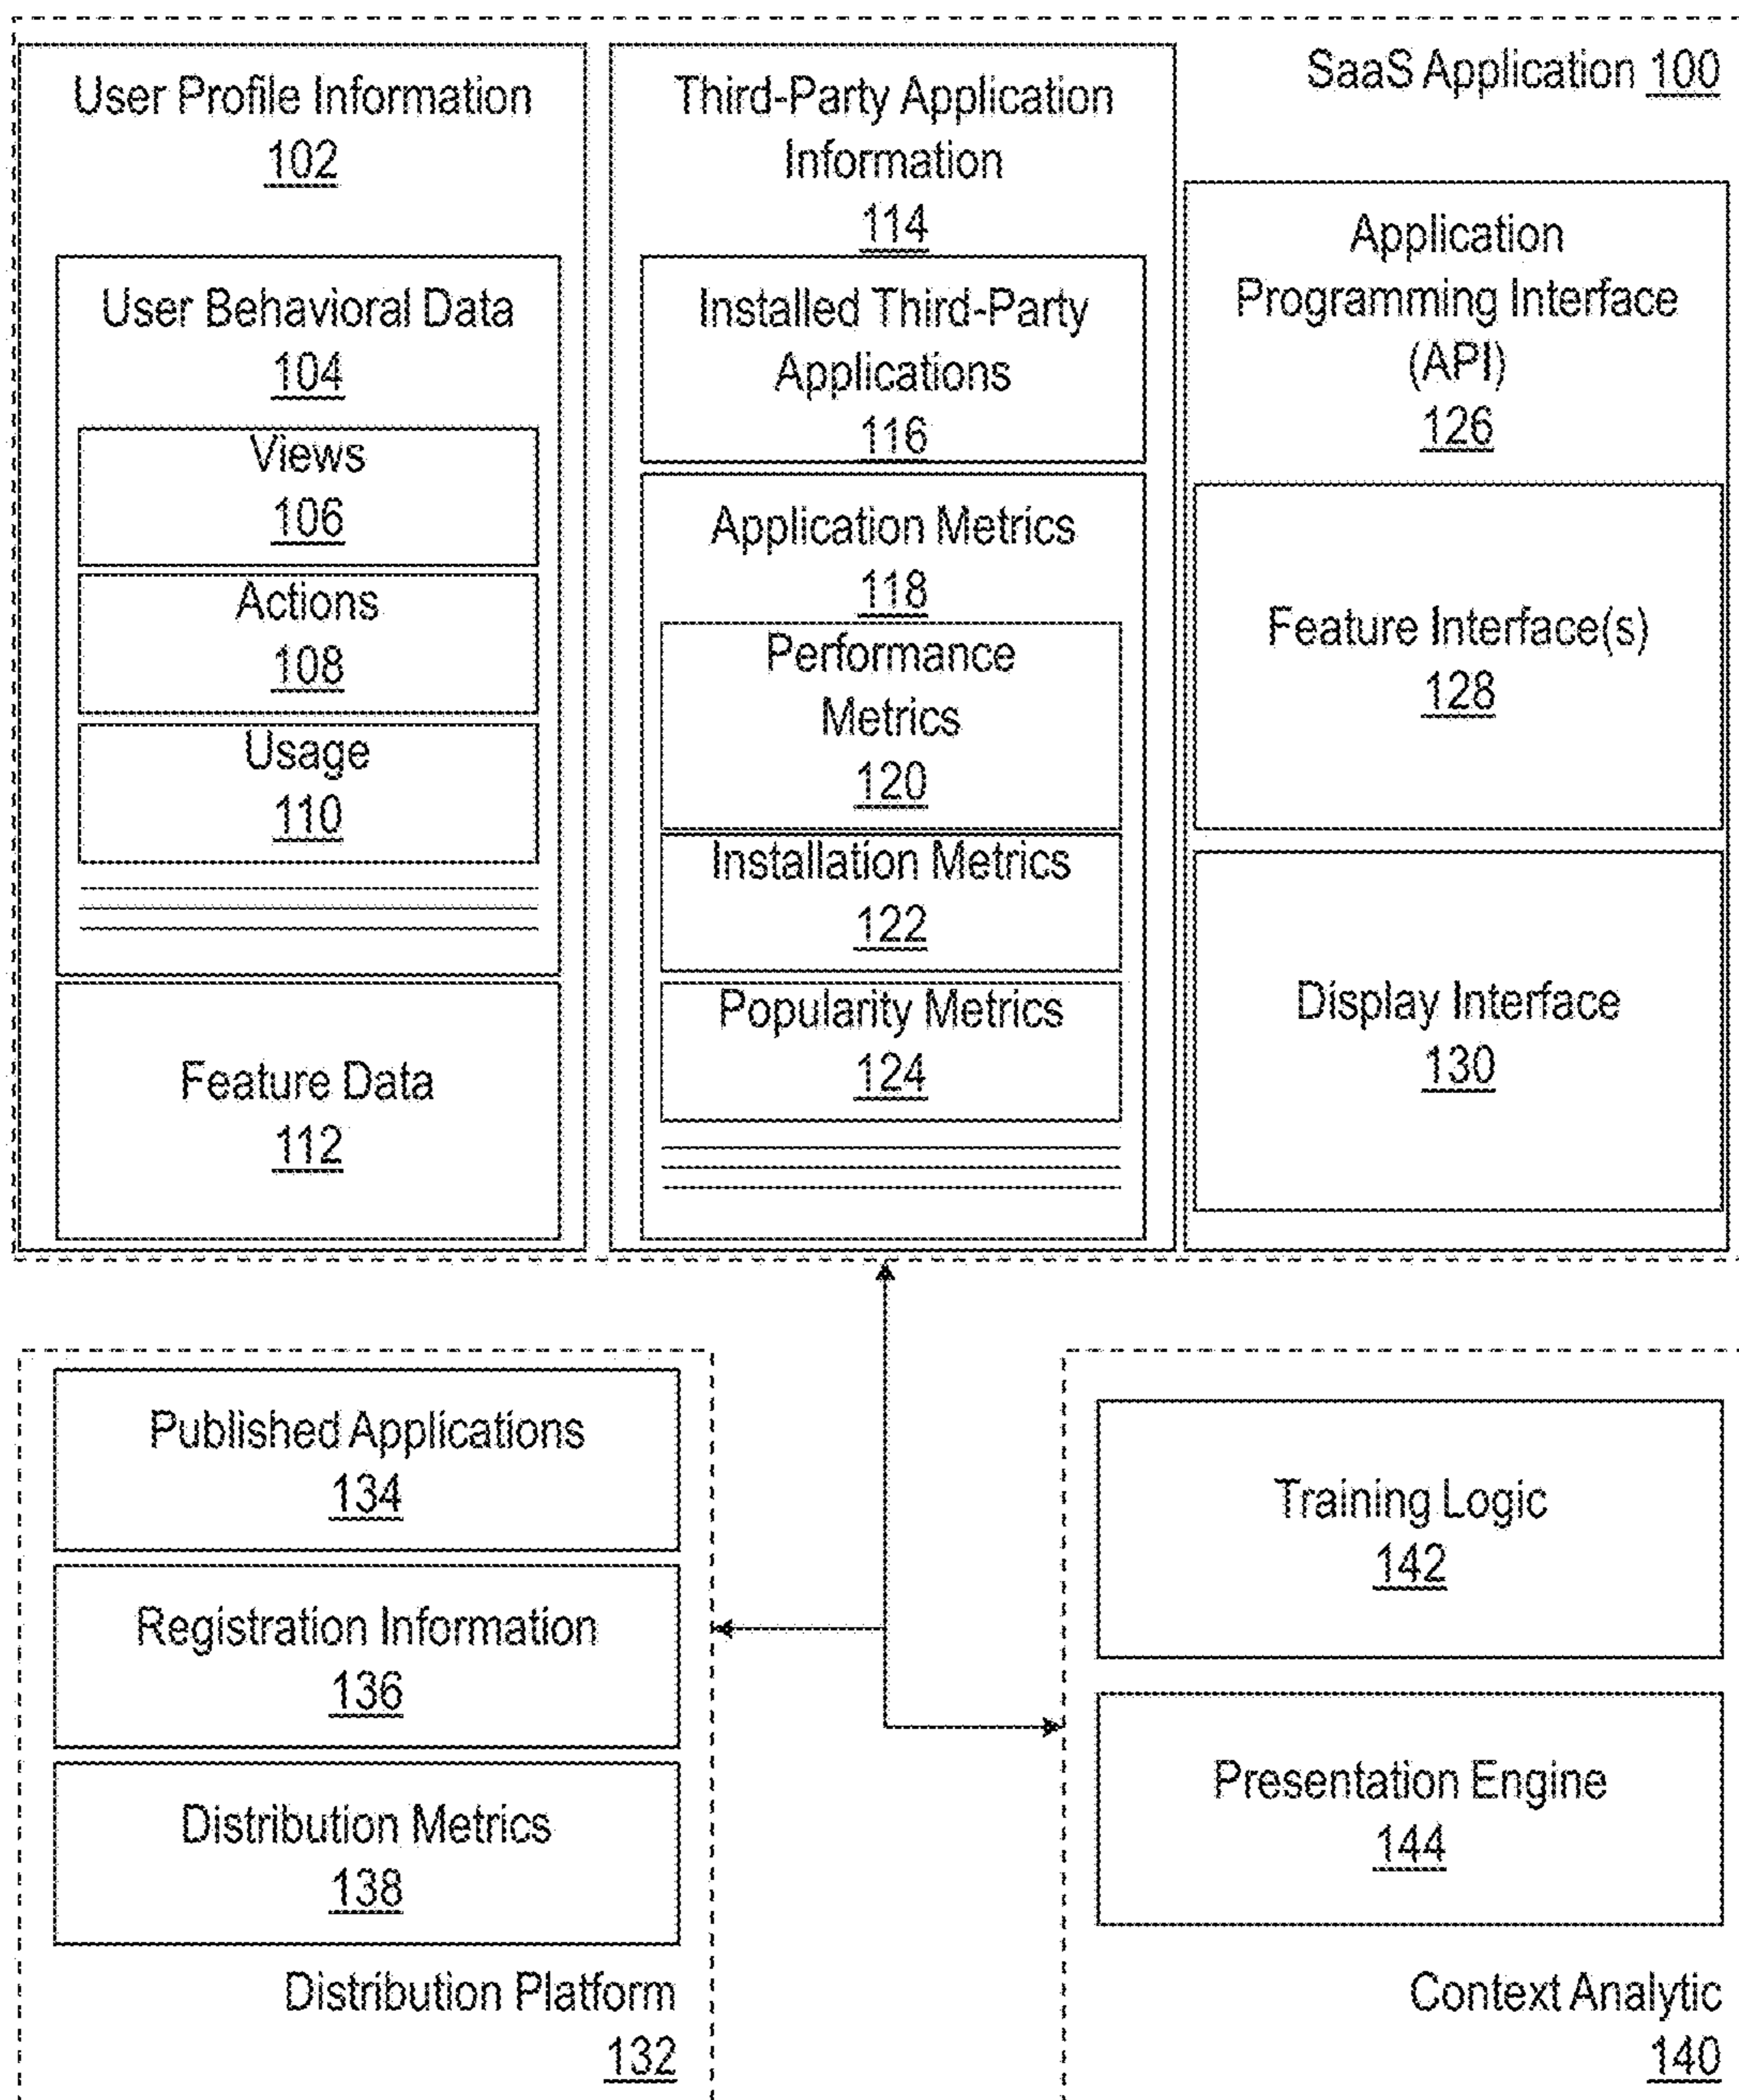 SaaS Application 100
User Profile Information
102
User Behavioral Data
104
Views
106
Actions
108
Usage
110
Feature Data
112
Third-Party Application
Information
114
Installed Third-Party
Applications
116
Application Metrics
118
Performance
Metrics
120
Installation Metrics
122
Popularity Metrics
124
Application
Programming Interface
(API)
126
Feature Interface(s)
128
Display Interface
130
Published Applications
134
Registration Information
136
Distribution Metrics
138
Distribution Platform
132
Training Logic
142
Presentation Engine
144
Context Analytic
140